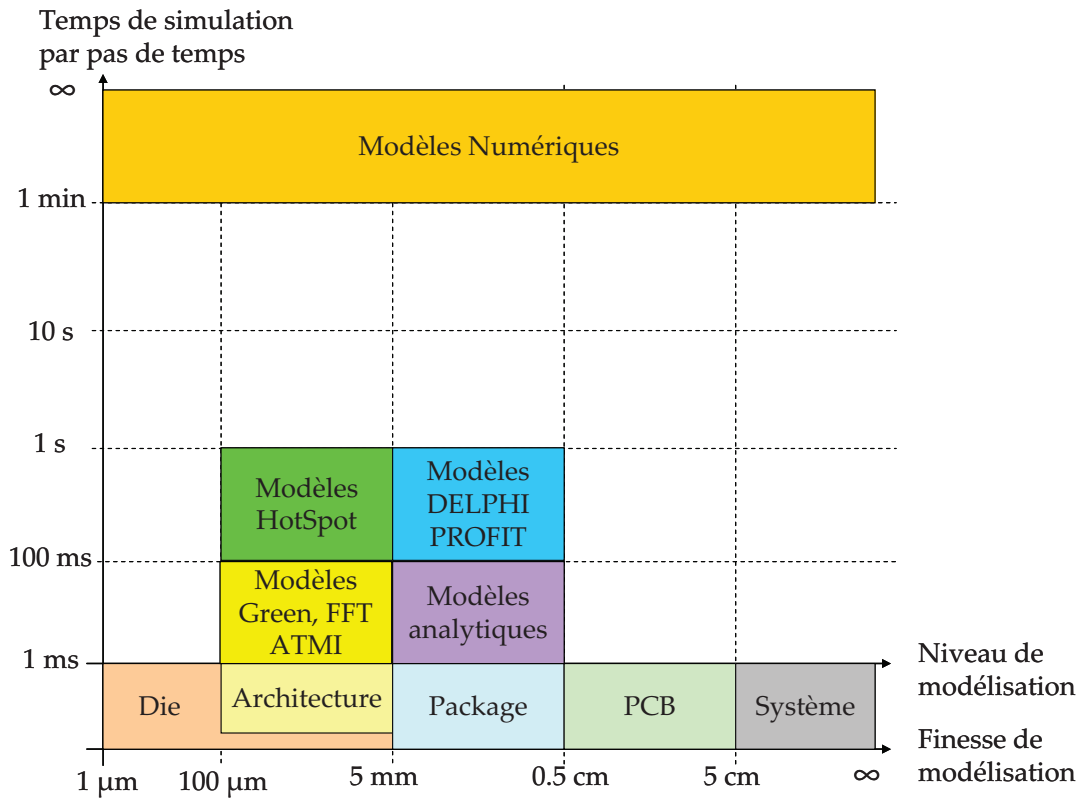 Temps de simulation
par pas de temps
∞
Modèles Numériques
1 min
10 s
1 s
Modèles
HotSpot
Modèles
DELPHI
PROFIT
100 ms
Modèles
Green, FFT
ATMI
Modèles
analytiques
1 ms
Niveau de
modélisation
Die
Architecture
Package
PCB
Système
Finesse de
modélisation
1 µm
100 µm
5 mm
0.5 cm
5 cm
∞